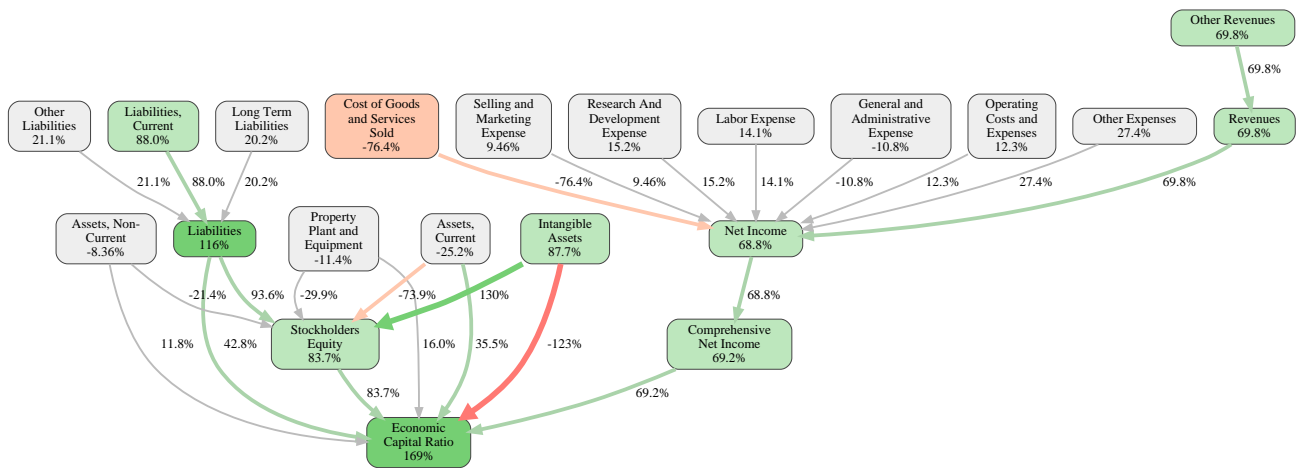 Other Revenues
69.8%
69.8%
Other
Liabilities
21.1%
Liabilities,
Current
88.0%
Long Term
Liabilities
20.2%
Cost of Goods
and Services
Sold
-76.4%
Selling and
Marketing
Expense
9.46%
Research And
Development
Expense
15.2%
Labor Expense
14.1%
General and
Administrative
Expense
-10.8%
Operating
Costs and
Expenses
12.3%
Other Expenses
27.4%
Revenues
69.8%
21.1%
88.0%
20.2%
-76.4%
9.46%
15.2%
14.1%
-10.8%
12.3%
27.4%
69.8%
Assets, Non-
Current
-8.36%
Liabilities
116%
Property
Plant and
Equipment
-11.4%
Assets,
Current
-25.2%
Intangible
Assets
87.7%
Net Income
68.8%
-21.4%
93.6%
-29.9%
-73.9%
130%
68.8%
Stockholders
Equity
83.7%
Comprehensive
Net Income
69.2%
11.8%
42.8%
16.0%
35.5%
-123%
83.7%
69.2%
Economic
Capital Ratio
169%